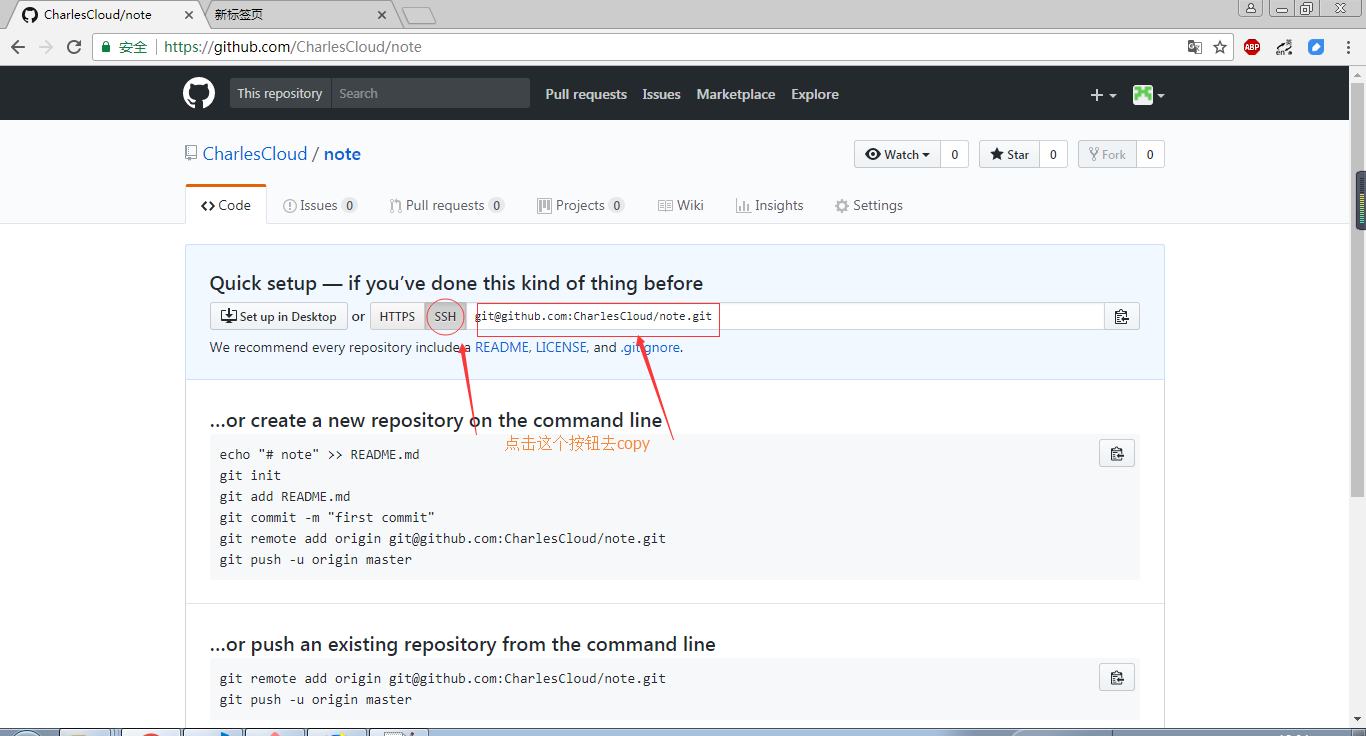 CharlesCloud/note
新标签页
安全 https://github.com/CharlesCloud/note
ABP
en
This repository Search Pull requests Issues Marketplace Explore
CharlesCloud / note
Watch 0 Star 0 Fork 0
Code Issues 0 Pull requests 0 Projects 0 Wiki Insights Settings
Quick setup — if you’ve done this kind of thing before
Set up in Desktop or HTTPS SSH git@github.com:CharlesCloud/note.git
We recommend every repository include a README, LICENSE, and .gitignore.
…or create a new repository on the command line
点击这个按钮去copy
echo "# note" >> README.md
git init
git add README.md
git commit -m "first commit"
git remote add origin git@github.com:CharlesCloud/note.git
git push -u origin master
…or push an existing repository from the command line
git remote add origin git@github.com:CharlesCloud/note.git
git push -u origin master